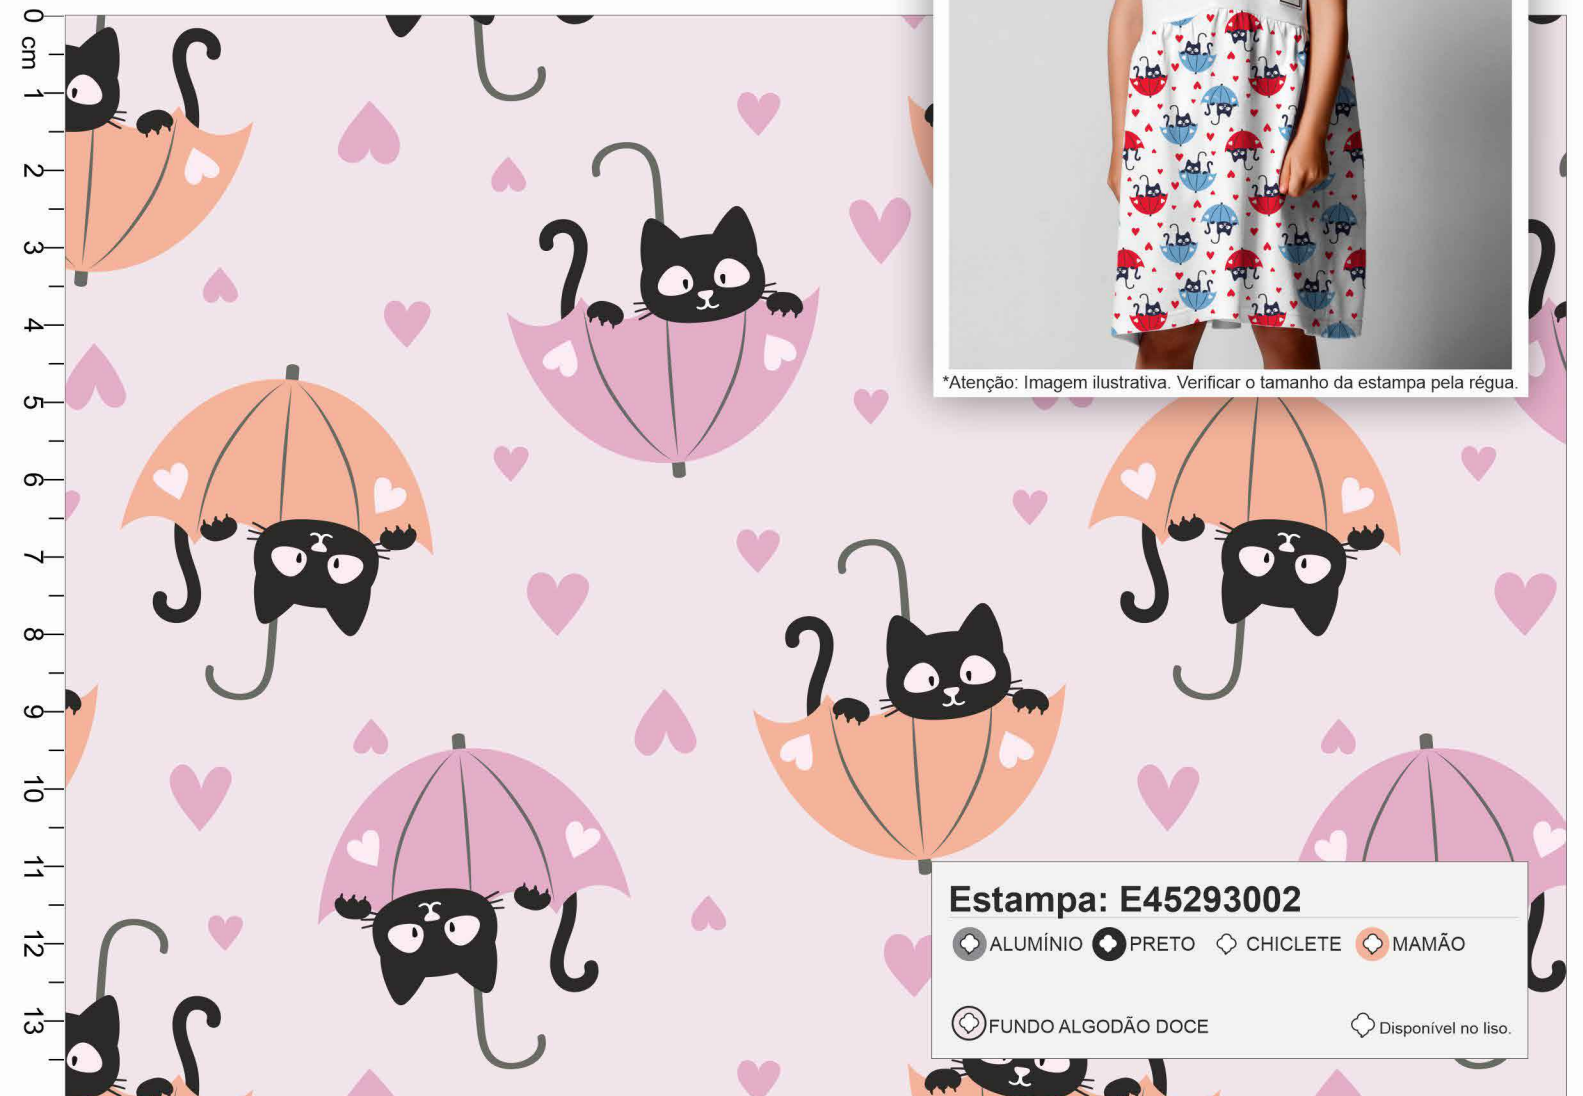 0 cm
1
2
3
4
5
6
7
8
9
10
11
12
13
*Atenção: Imagem ilustrativa. Verificar o tamanho da estampa pela régua.
Estampa: E45293002
ALUMÍNIO PRETO CHICLETE MAMÃO
FUNDO ALGODÃO DOCE Disponível no liso.